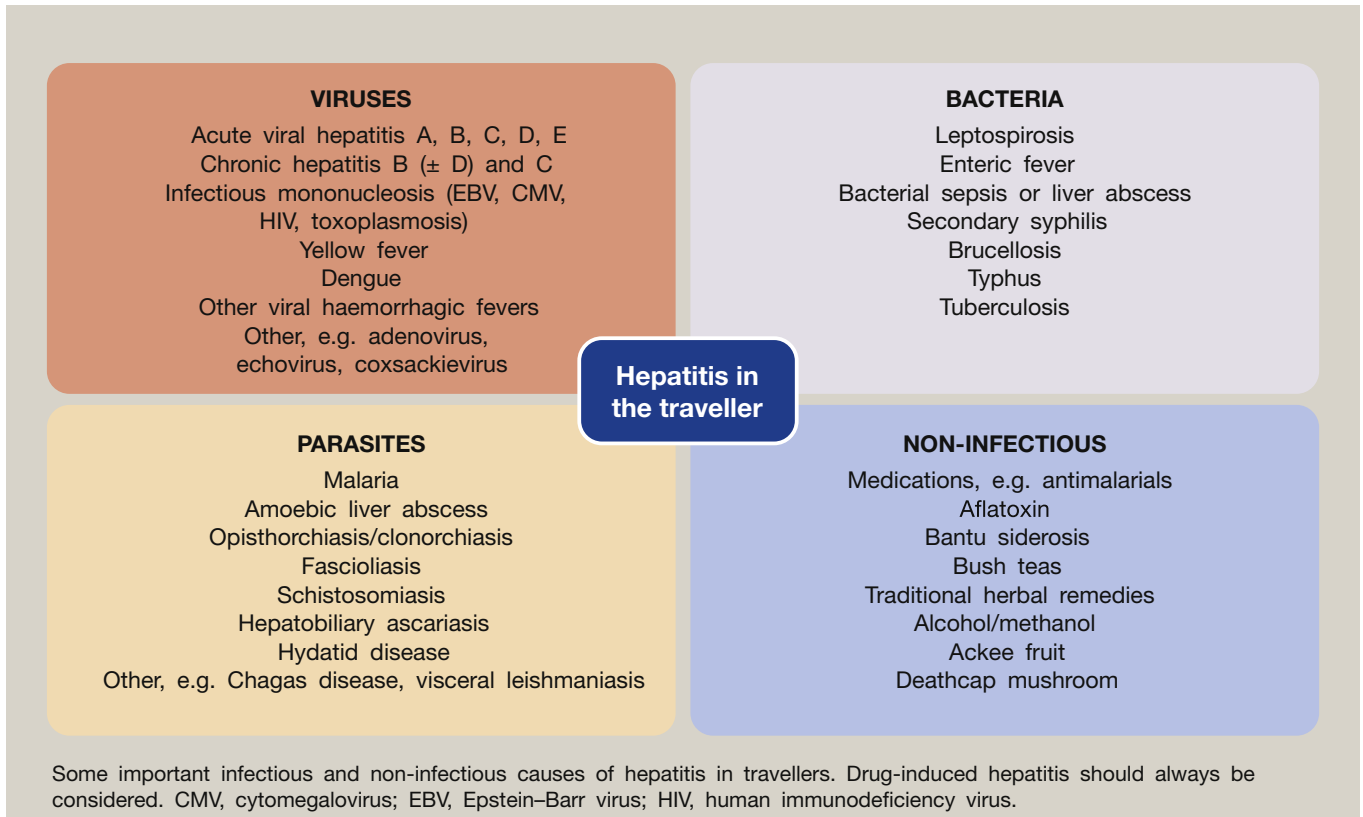 VIRUSES
Acute viral hepatitis A, B, C, D, E
Chronic hepatitis B (± D) and C
Infectious mononucleosis (EBV, CMV,
HIV, toxoplasmosis)
Yellow fever
Dengue
Other viral haemorrhagic fevers
Other, e.g. adenovirus,
echovirus, coxsackievirus
BACTERIA
Leptospirosis
Enteric fever
Bacterial sepsis or liver abscess
Secondary syphilis
Brucellosis
Typhus
Tuberculosis
Hepatitis in
the traveller
PARASITES
Malaria
Amoebic liver abscess
Opisthorchiasis/clonorchiasis
Fascioliasis
Schistosomiasis
Hepatobiliary ascariasis
Hydatid disease
Other, e.g. Chagas disease, visceral leishmaniasis
NON-INFECTIOUS
Medications, e.g. antimalarials
Aflatoxin
Bantu siderosis
Bush teas
Traditional herbal remedies
Alcohol/methanol
Ackee fruit
Deathcap mushroom
Some important infectious and non-infectious causes of hepatitis in travellers. Drug-induced hepatitis should always be
considered. CMV, cytomegalovirus; EBV, Epstein–Barr virus; HIV, human immunodeficiency virus.